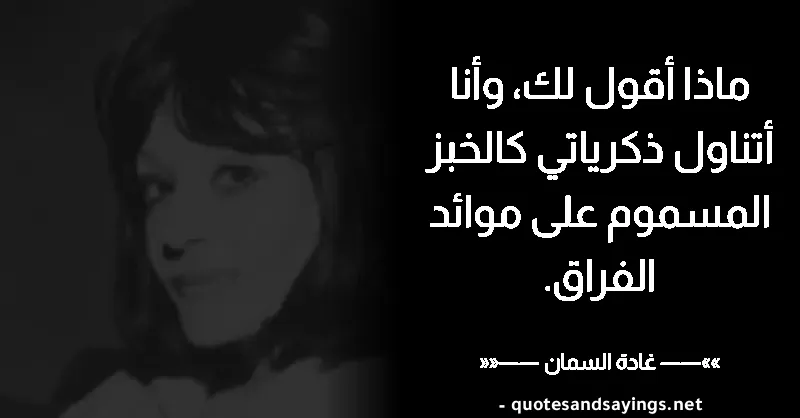 ماذا أقول لك، وأنا
أتناول ذكرياتي كالخبز
المسموم على موائد
الفراق.
»»—— غادة السمان ——««
- quotesandsayings.net